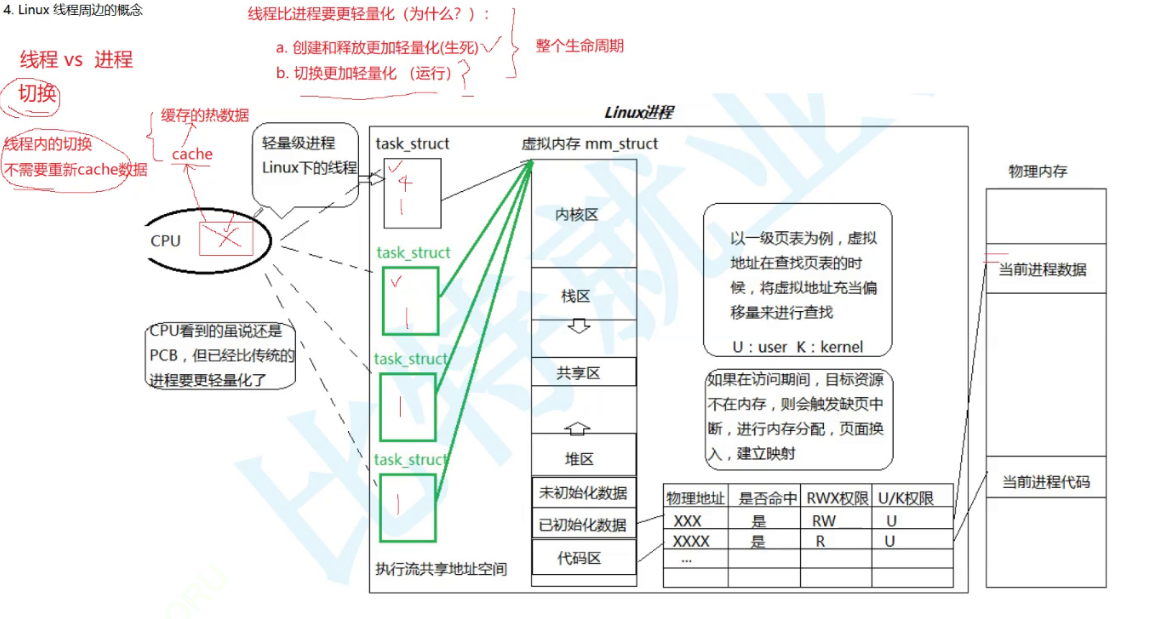 4. Linux 线程周边的概念
线程比进程要更轻量化（为什么？）：
a. 创建和释放更加轻量化(生死)
b. 切换更加轻量化 （运行）
整个生命周期
线程 vs 进程
切换
缓存的热数据
线程内的切换
不需要重新cache数据
cache
轻量级进程
Linux下的线程
CPU
CPU看到的虽说还是
PCB，但已经比传统的
进程要更轻量化了
Linux进程
task_struct
虚拟内存 mm_struct
task_struct
task_struct
task_struct
执行流共享地址空间
内核区
栈区
共享区
堆区
未初始化数据
已初始化数据
代码区
以一级页表为例，虚拟
地址在查找页表的时
候，将虚拟地址充当偏
移量来进行查找
U：user K：kernel
如果在访问期间，目标资源
不在内存，则会触发缺页中
断，进行内存分配，页面换
入，建立映射
物理地址 是否命中 RWX权限 U/K权限
XXX 是 RW U
XXXX 是 R U
...
物理内存
当前进程数据
当前进程代码
比特就业